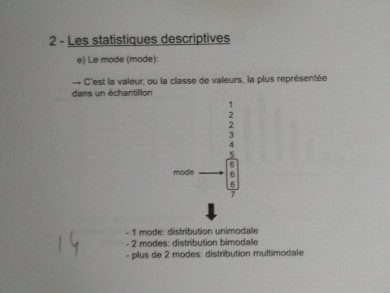 2 - Les statistiques descriptives
e) Le mode (mode):
→ C'est la valeur, ou la classe de valeurs, la plus représentée
dans un échantillon
1
2
2
3
4
5
6
mode → 6
6
7
- 1 mode: distribution unimodale
- 2 modes: distribution bimodale
- plus de 2 modes: distribution multimodale